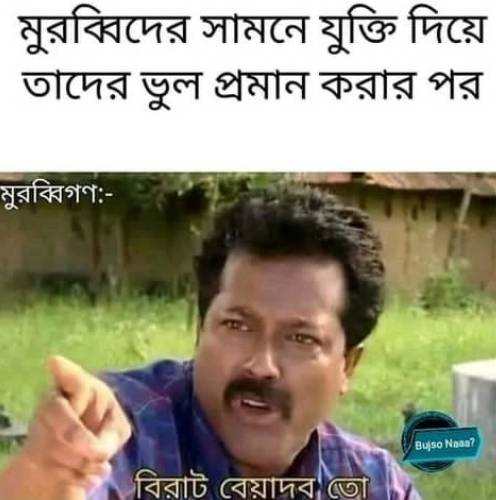 মুরব্বিদের সামনে যুক্তি দিয়ে
তাদের ভুল প্রমান করার পর
মুরব্বিগণ:-
Bujso Naaa?
বিরাট বেয়াদব তো